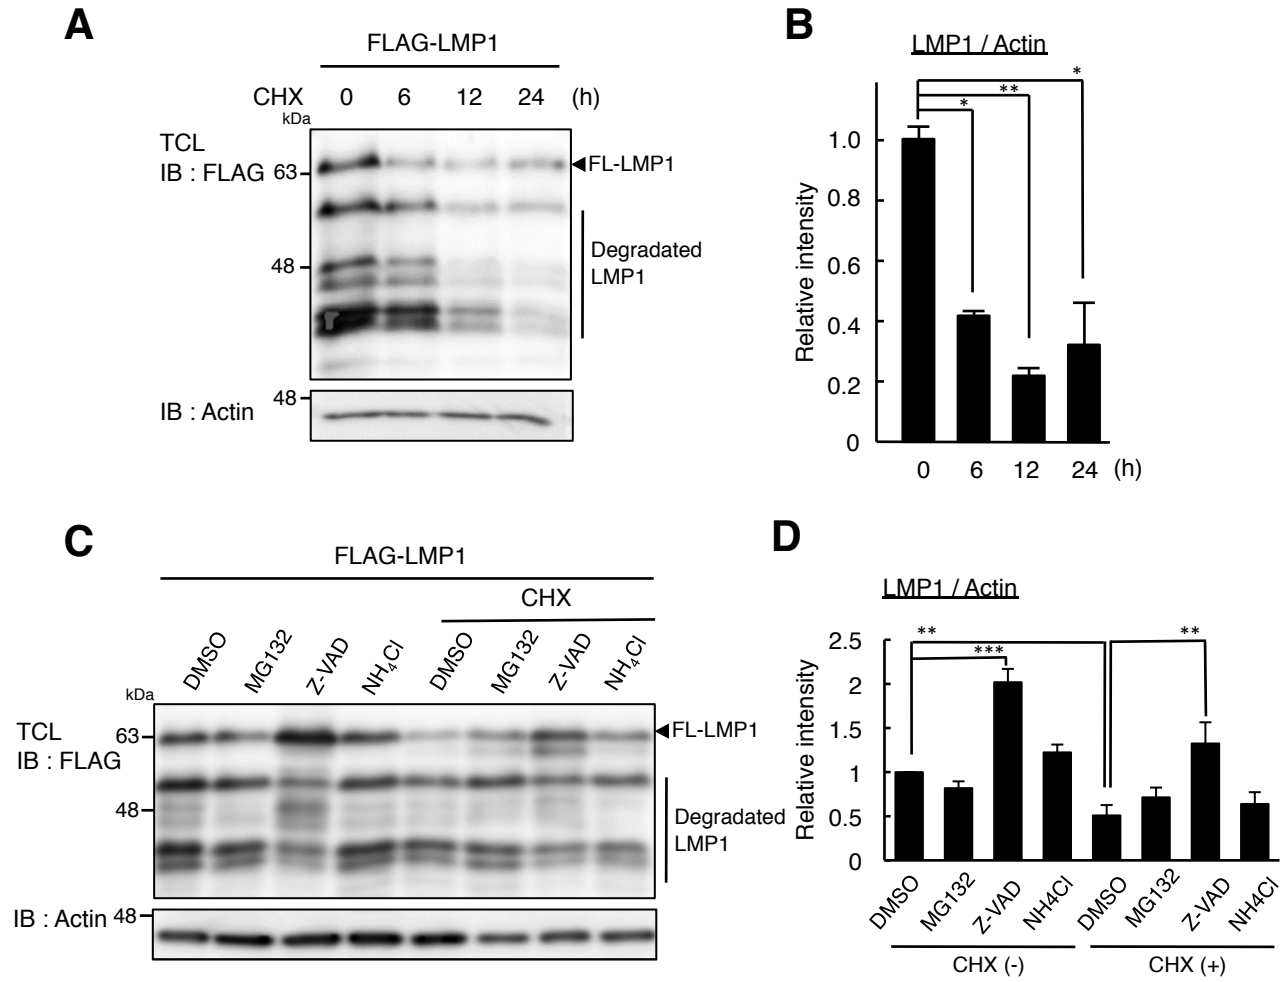 A
FLAG-LMP1
CHX 0 6 12 24 (h)
kDa
TCL
IB : FLAG 63
FL-LMP1
48
Degraded
LMP1
48
IB : Actin
B
LMP1 / Actin
*
**
*
Relative intensity
1.0
0.8
0.6
0.4
0.2
0
0 6 12 24 (h)
C
FLAG-LMP1
CHX
DMSO MG132 Z-VAD NH4Cl DMSO MG132 Z-VAD NH4Cl
kDa
TCL 63
FL-LMP1
IB : FLAG
48
Degraded
LMP1
IB : Actin 48
D
LMP1 / Actin
** **
***
Relative intensity
2.5
2
1.5
1
0.5
0
DMSO MG132 Z-VAD NH4Cl DMSO MG132 Z-VAD NH4Cl
CHX (-) CHX (+)